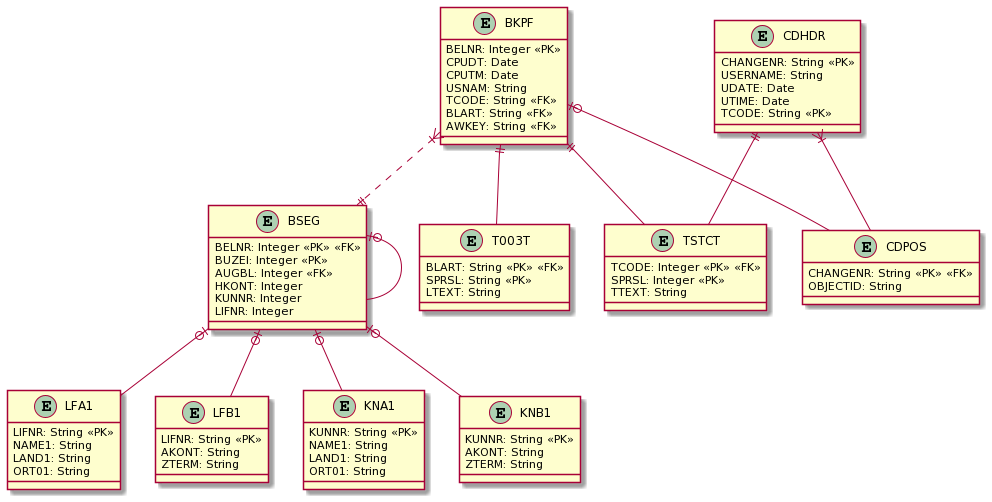 E BKPF
BELNR: Integer «PK»
CPUDT: Date
CPUTM: Date
USNAM: String
TCODE: String «FK»
BLART: String «FK»
AWKEY: String «FK»
E CDHDR
CHANGENR: String «PK»
USERNAME: String
UDATE: Date
UTIME: Date
TCODE: String «PK»
E BSEG
BELNR: Integer «PK» «FK»
BUZEI: Integer «PK»
AUGBL: Integer «FK»
HKONT: Integer
KUNNR: Integer
LIFNR: Integer
E T003T
BLART: String «PK» «FK»
SPRSL: String «PK»
LTEXT: String
E TSTCT
TCODE: Integer «PK» «FK»
SPRSL: Integer «PK»
TTEXT: String
E CDPOS
CHANGENR: String «PK» «FK»
OBJECTID: String
E LFA1
LIFNR: String «PK»
NAME1: String
LAND1: String
ORT01: String
E LFB1
LIFNR: String «PK»
AKONT: String
ZTERM: String
E KNA1
KUNNR: String «PK»
NAME1: String
LAND1: String
ORT01: String
E KNB1
KUNNR: String «PK»
AKONT: String
ZTERM: String